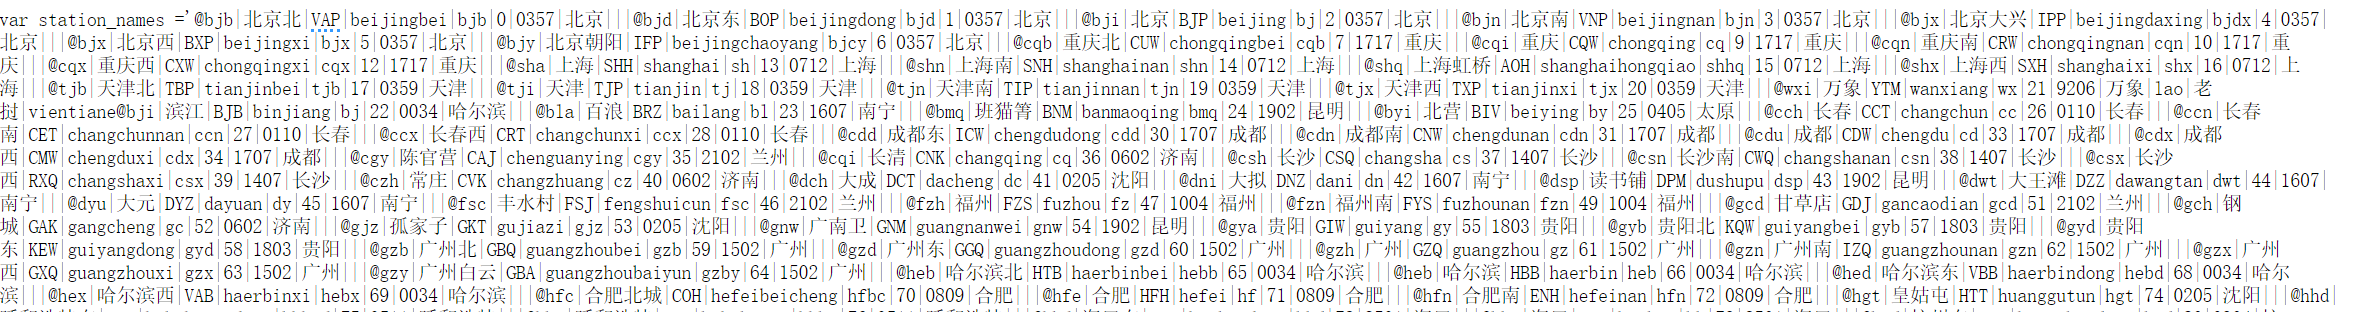 var station_names ='@bjb|北京北|VAP|beijingbei|bjb|0|0357|北京|||@bjd|北京东|BOP|beijingdong|bjd|1|0357|北京|||@bji|北京|BJP|beijing|bj|2|0357|北京|||@bjn|北京南|VNP|beijingnan|bjn|3|0357|北京|||@bjx|北京大兴|IPP|beijingdaxing|bjdx|4|0357|
北京|||@bjx|北京西|BXP|beijingxi|bjx|5|0357|北京|||@bjy|北京朝阳|IFP|beijingchaoyang|bjcy|6|0357|北京|||@cqb|重庆北|CUW|chongqingbei|cqb|7|1717|重庆|||@cqi|重庆|CQW|chongqing|cq|9|1717|重庆|||@cqn|重庆南|CRW|chongqingnan|cqn|10|1717|重
庆|||@cqx|重庆西|CXW|chongqingxi|cqx|12|1717|重庆|||@sha|上海|SHH|shanghai|sh|13|0712|上海|||@shn|上海南|SNH|shanghainan|shn|14|0712|上海|||@shq|上海虹桥|AOH|shanghaihongqiao|shhq|15|0712|上海|||@shx|上海西|SXH|shanghaixi|shx|16|0712|上
海|||@tjb|天津北|TBP|tianjinbei|tjb|17|0359|天津|||@tji|天津|TJP|tianjin|tj|18|0359|天津|||@tjn|天津南|TIP|tianjinnan|tjn|19|0359|天津|||@tjx|天津西|TXP|tianjinxi|tjx|20|0359|天津|||@wxi|万象|YTM|wanxiang|wx|21|9206|万象|lao|老
挝|vientiane@bji|滨江|BJB|binjiang|bj|22|0034|哈尔滨|||@bla|百浪|BRZ|bailang|bl|23|1607|南宁|||@bmq|班猫箐|BNM|banmaoqing|bmq|24|1902|昆明|||@byi|北营|BIV|beiying|by|25|0405|太原|||@cch|长春|CCT|changchun|cc|26|0110|长春|||@ccn|长春
南|CET|changchunnan|ccn|27|0110|长春|||@ccx|长春西|CRT|changchunxi|ccx|28|0110|长春|||@cdd|成都东|ICW|chengdudong|cdd|30|1707|成都|||@cdn|成都南|CNW|chengdunan|cdn|31|1707|成都|||@cdu|成都|CDW|chengdu|cd|33|1707|成都|||@cdx|成都
西|CMW|chengduxi|cdx|34|1707|成都|||@cgy|陈官营|CAJ|chenguanying|cgy|35|2102|兰州|||@cqi|长清|CNK|changqing|cq|36|0602|济南|||@csh|长沙|CSQ|changsha|cs|37|1407|长沙|||@csn|长沙南|CWQ|changshanan|csn|38|1407|长沙|||@csx|长沙
西|RXQ|changshaxi|csx|39|1407|长沙|||@czh|常庄|CVK|changzhuang|cz|40|0602|济南|||@dch|大成|DCT|dacheng|dc|41|0205|沈阳|||@dni|大拟|DNZ|dani|dn|42|1607|南宁|||@dsp|读书铺|DPM|dushupu|dsp|43|1902|昆明|||@dwt|大王滩|DZZ|dawangtan|dwt|44|1607|
南宁|||@dyu|大元|DYZ|dayuan|dy|45|1607|南宁|||@fsc|丰水村|FSJ|fengshuicun|fsc|46|2102|兰州|||@fzh|福州|FZS|fuzhou|fz|47|1004|福州|||@fzn|福州南|FYS|fuzhounan|fzn|49|1004|福州|||@gcd|甘草店|GDJ|gancaodian|gcd|51|2102|兰州|||@gch|钢
城|GAK|gangcheng|gc|52|0602|济南|||@gjz|孤家子|GKT|gujiazi|gjz|53|0205|沈阳|||@gnw|广南卫|GNM|guangnanwei|gnw|54|1902|昆明|||@gya|贵阳|GIW|guiyang|gy|55|1803|贵阳|||@gyb|贵阳北|KQW|guiyangbei|gyb|57|1803|贵阳|||@gyd|贵阳
东|KEW|guiyangdong|gyd|58|1803|贵阳|||@gzb|广州北|GBQ|guangzhoubei|gzb|59|1502|广州|||@gzd|广州东|GGQ|guangzhoudong|gzd|60|1502|广州|||@gzh|广州|GZQ|guangzhou|gz|61|1502|广州|||@gzn|广州南|IZQ|guangzhounan|gzn|62|1502|广州|||@gzx|广州
西|GXQ|guangzhouxi|gzx|63|1502|广州|||@gzy|广州白云|GBA|guangzhoubaiyun|gzby|64|1502|广州|||@heb|哈尔滨北|HTB|haerbinbei|hebb|65|0034|哈尔滨|||@heb|哈尔滨|HBB|haerbin|heb|66|0034|哈尔滨|||@hed|哈尔滨东|VBB|haerbindong|hebd|68|0034|哈尔
滨|||@hex|哈尔滨西|VAB|haerbinxi|hebx|69|0034|哈尔滨|||@hfc|合肥北城|COH|hefeibeicheng|hfbc|70|0809|合肥|||@hfe|合肥|HFH|hefei|hf|71|0809|合肥|||@hfn|合肥南|ENH|hefeinan|hfn|72|0809|合肥|||@hgt|皇姑屯|HTT|huanggutun|hgt|74|0205|沈阳|||@hhd|